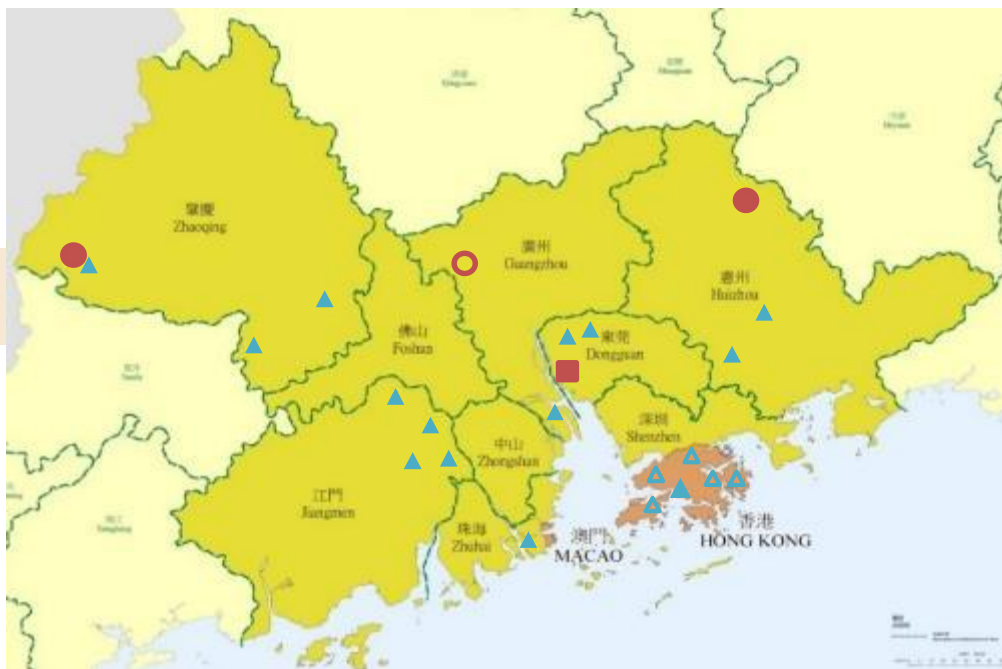 肇慶
Zhaoqing
廣州
Guangzhou
惠州
Huizhou
佛山
Foshan
東莞
Dongguan
深圳
Shenzhen
中山
Zhongshan
江門
Jiangmen
珠海
Zhuhai
澳門
MACAO
香港
HONG KONG